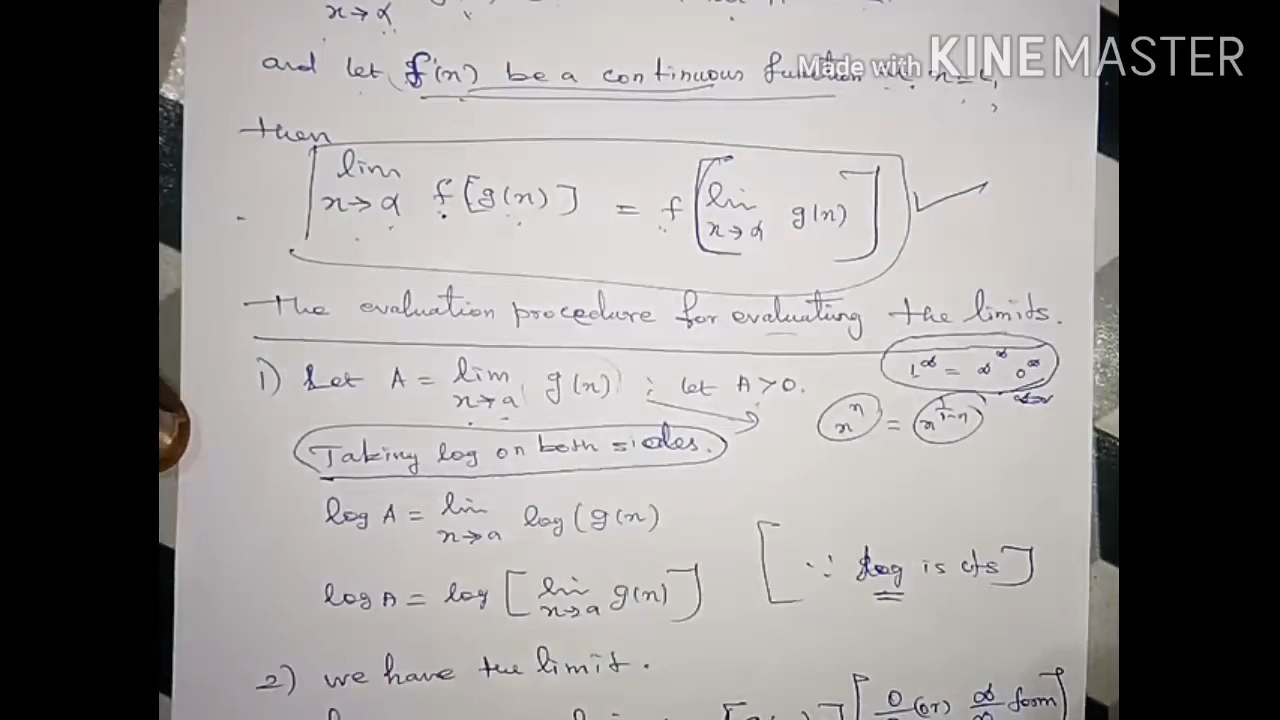 x→α
and let f(x) be a continuous function
Made with KINEMASTER
then
lim x→α f[g(x)] = f[lim x→α g(x)]
The evaluation procedure for evaluating the limits.
1) Let A = lim x→a g(x) ; let A>0.
1^∞ = ∞^∞ 0^∞
x^x = x^(1/(1-x))
Taking log on both sides.
log A = lim x→a log(g(x)
log A = log [lim x→a g(x)] [∵ log is cts]
2) we have the limit.
[0 (or) ∞ form]